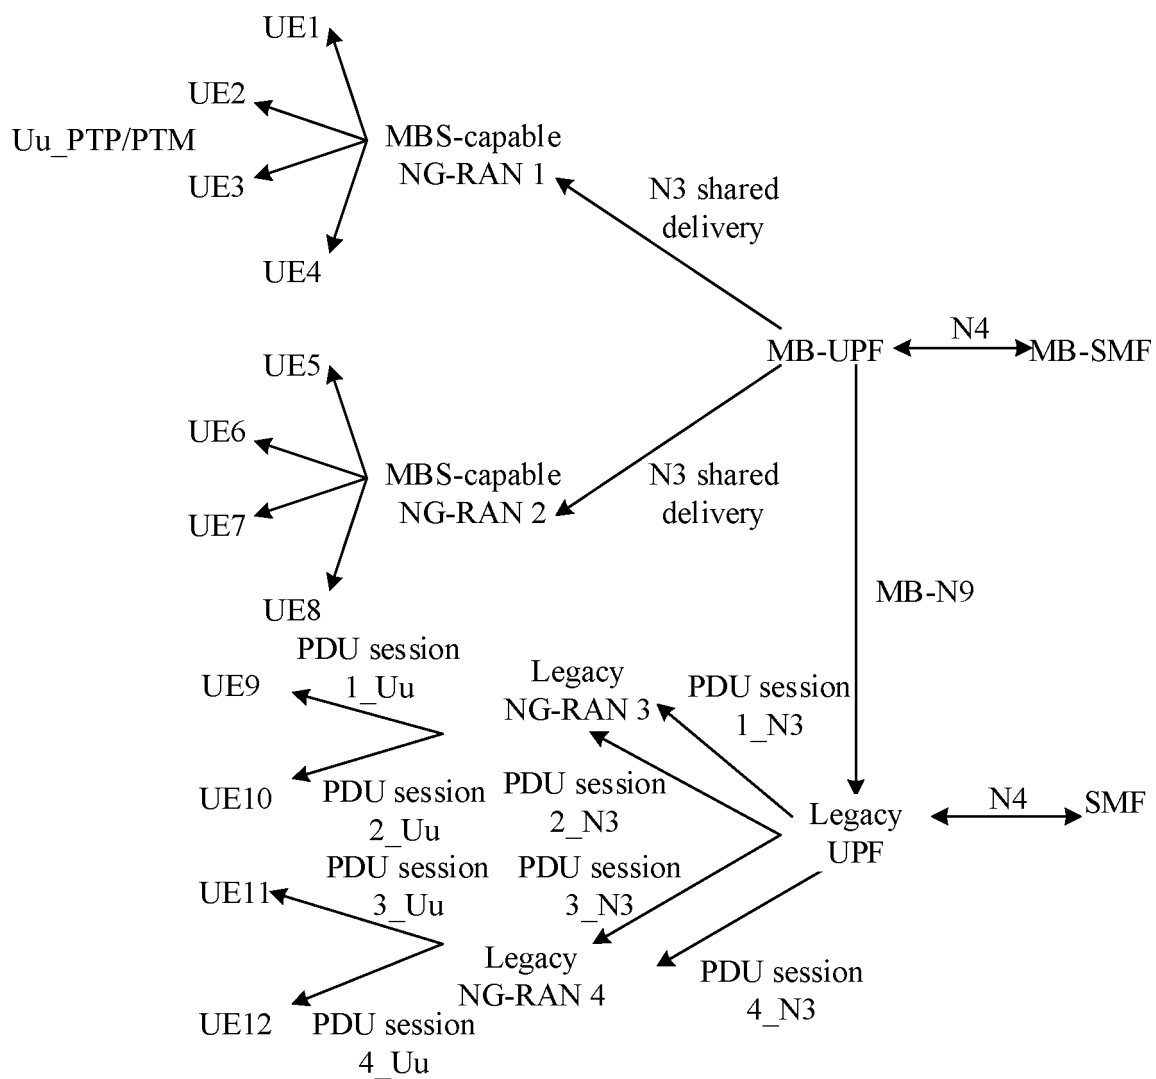 UE1
UE2
Uu_PTP/PTM
UE3
UE4
MBS-capable
NG-RAN 1
N3 shared
delivery
MB-UPF
N4
MB-SMF
UE5
UE6
UE7
UE8
MBS-capable
NG-RAN 2
N3 shared
delivery
MB-N9
PDU session
1_Uu
UE9
Legacy
NG-RAN 3
PDU session
1_N3
UE10
PDU session
2_Uu
PDU session
2_N3
Legacy
UPF
N4
SMF
UE11
PDU session
3_Uu
PDU session
3_N3
Legacy
NG-RAN 4
PDU session
4_N3
UE12
PDU session
4_Uu